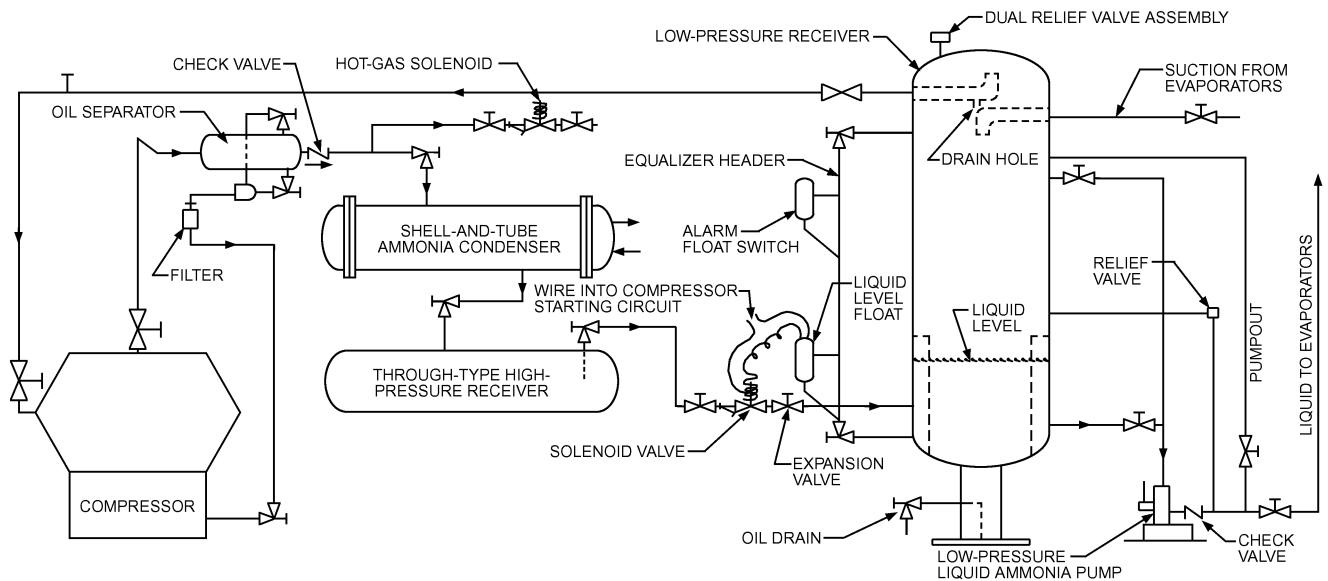 DUAL RELIEF VALVE ASSEMBLY
LOW-PRESSURE RECEIVER
CHECK VALVE
HOT-GAS SOLENOID
SUCTION FROM
EVAPORATORS
OIL SEPARATOR
DRAIN HOLE
EQUALIZER HEADER
SHELL-AND-TUBE
AMMONIA CONDENSER
ALARM
FLOAT SWITCH
FILTER
RELIEF
VALVE
WIRE INTO COMPRESSOR
STARTING CIRCUIT
LIQUID
LEVEL
FLOAT
LIQUID
LEVEL
PUMPOUT
LIQUID TO EVAPORATORS
THROUGH-TYPE HIGH-
PRESSURE RECEIVER
SOLENOID VALVE
EXPANSION
VALVE
COMPRESSOR
OIL DRAIN
LOW-PRESSURE
LIQUID AMMONIA PUMP
CHECK
VALVE